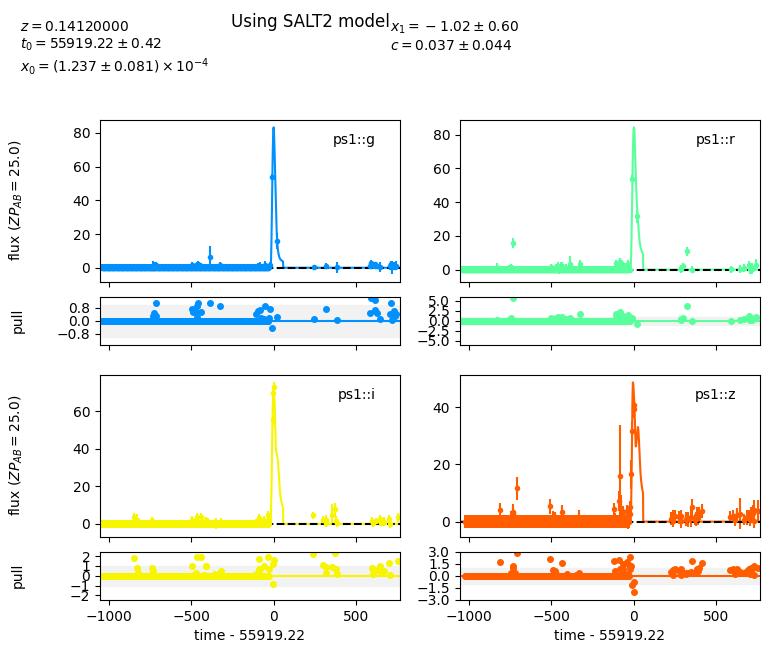 Using SALT2 model
z = 0.14120000
t₀ = 55919.22 ± 0.42
x₀ = (1.237 ± 0.081) × 10⁻⁴
x₁ = −1.02 ± 0.60
c = 0.037 ± 0.044
flux (ZP_AB = 25.0)
80
60
40
20
0
ps1::g
80
60
40
20
0
ps1::r
pull
0.8
0.0
−0.8
5.0
2.5
0.0
−2.5
−5.0
flux (ZP_AB = 25.0)
60
40
20
0
ps1::i
40
20
0
ps1::z
pull
2
1
0
−1
−2
3.0
1.5
0.0
−1.5
−3.0
−1000
−500
0
500
time - 55919.22
−1000
−500
0
500
time - 55919.22